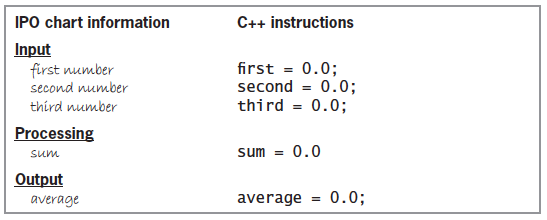 IPO chart information C++ instructions
Input
first number first = 0.0;
second number second = 0.0;
third number third = 0.0;
Processing
sum sum = 0.0
Output
average average = 0.0;